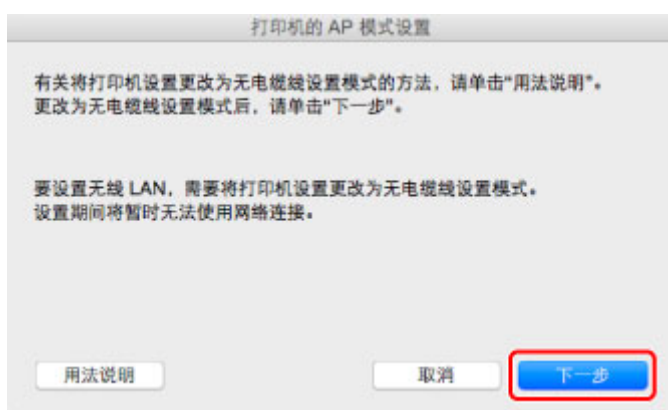 打印机的 AP 模式设置
有关将打印机设置更改为无电缆线设置模式的方法，请单击“用法说明”。
更改为无电缆线设置模式后，请单击“下一步”。
要设置无线 LAN，需要将打印机设置更改为无电缆线设置模式。
设置期间将暂时无法使用网络连接。
用法说明
取消
下一步